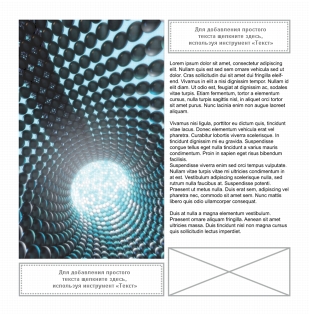 Для добавления простого
текста щелкните здесь,
используя инструмент «Текст»
Lorem ipsum dolor sit amet, consectetur adipiscing
elit. Nullam quis est sed sem ornare vehicula sed ut
dolor. Cras sollicitudin dui sit amet dui fringilla eleif-
end. Vivamus in elit a nisi dignissim tempor. Nullam id
elit diam. Ut odio est, feugiat at dignissim ac, sodales
vitae turpis. Etiam fermentum, tortor a elementum
cursus, nulla turpis sagittis nisl, in aliquet orci tortor
sit amet purus. Nunc lacinia enim non augue laoreet
aliquam.
Vivamus nisi ligula, porttitor eu dictum quis, tincidunt
vitae lacus. Donec elementum vehicula erat vel
pharetra. Curabitur lobortis viverra scelerisque. In
tincidunt dignissim mi eu gravida. Suspendisse
congue tellus eget nulla tincidunt a varius mauris
condimentum. Proin in sapien eget risus bibendum
facilisis.
Suspendisse viverra enim sed orci tempus vulputate.
Nullam vitae turpis vitae mi ultricies condimentum in
at est. Vestibulum adipiscing scelerisque nulla, sed
rutrum nulla faucibus at. Suspendisse potenti.
Praesent ut metus nulla. Duis erat sem, adipiscing vel
pharetra nec, commodo sit amet sem. Nunc mattis
libero quis odio ullamcorper consequat.
Duis at nulla a magna elementum vestibulum.
Praesent ornare aliquam fringilla. Aenean sit amet
ultricies massa. Duis tincidunt nisi non magna cursus
quis sollicitudin lectus imperdiet.
Для добавления простого
текста щелкните здесь,
используя инструмент «Текст»